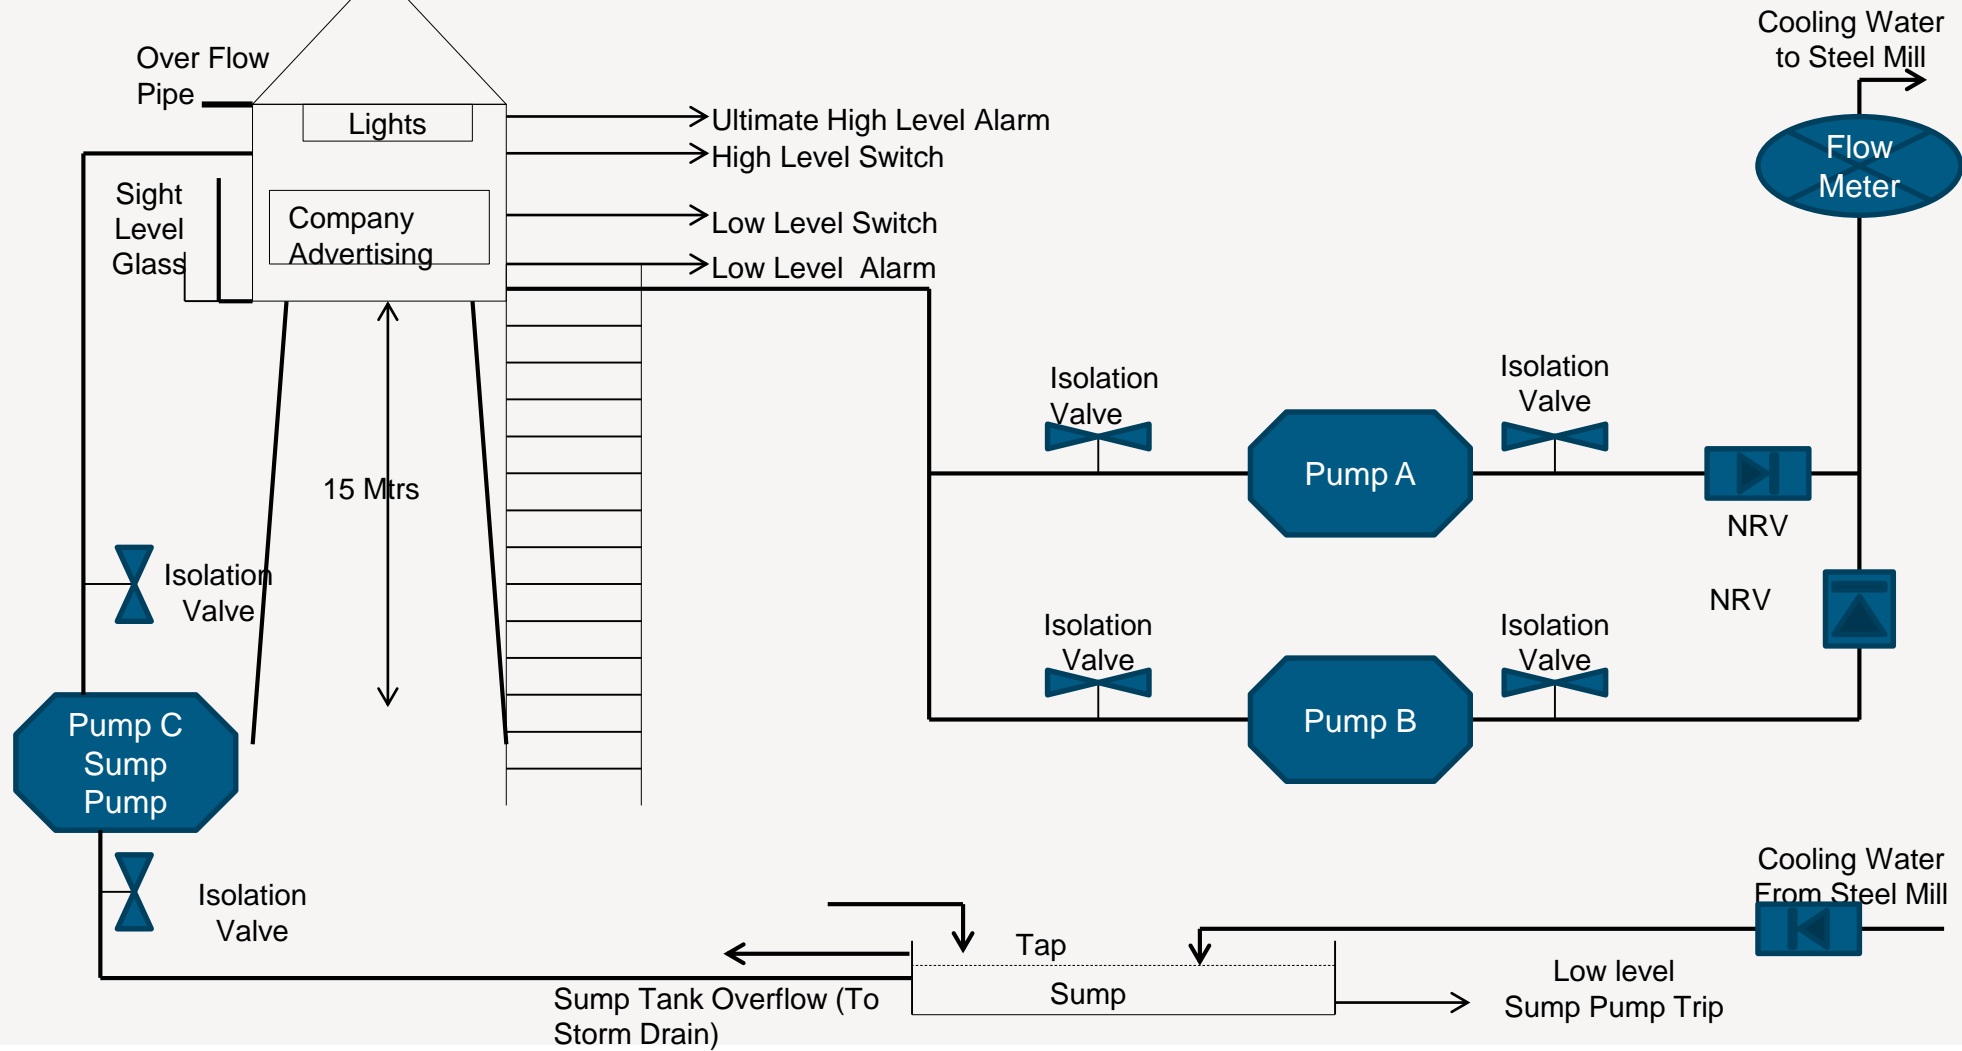 Cooling Water
to Steel Mill
Over Flow
Pipe
Lights
Ultimate High Level Alarm
High Level Switch
Flow
Meter
Sight
Level
Glass
Company
Advertising
Low Level Switch
Low Level  Alarm
Isolation
Valve
Isolation
Valve
Pump A
15 Mtrs
NRV
Isolation
Valve
NRV
Isolation
Valve
Isolation
Valve
Pump B
Pump C
Sump
Pump
Cooling Water
From Steel Mill
Isolation
Valve
Tap
Sump
Low level
Sump Pump Trip
Sump Tank Overflow (To
Storm Drain)